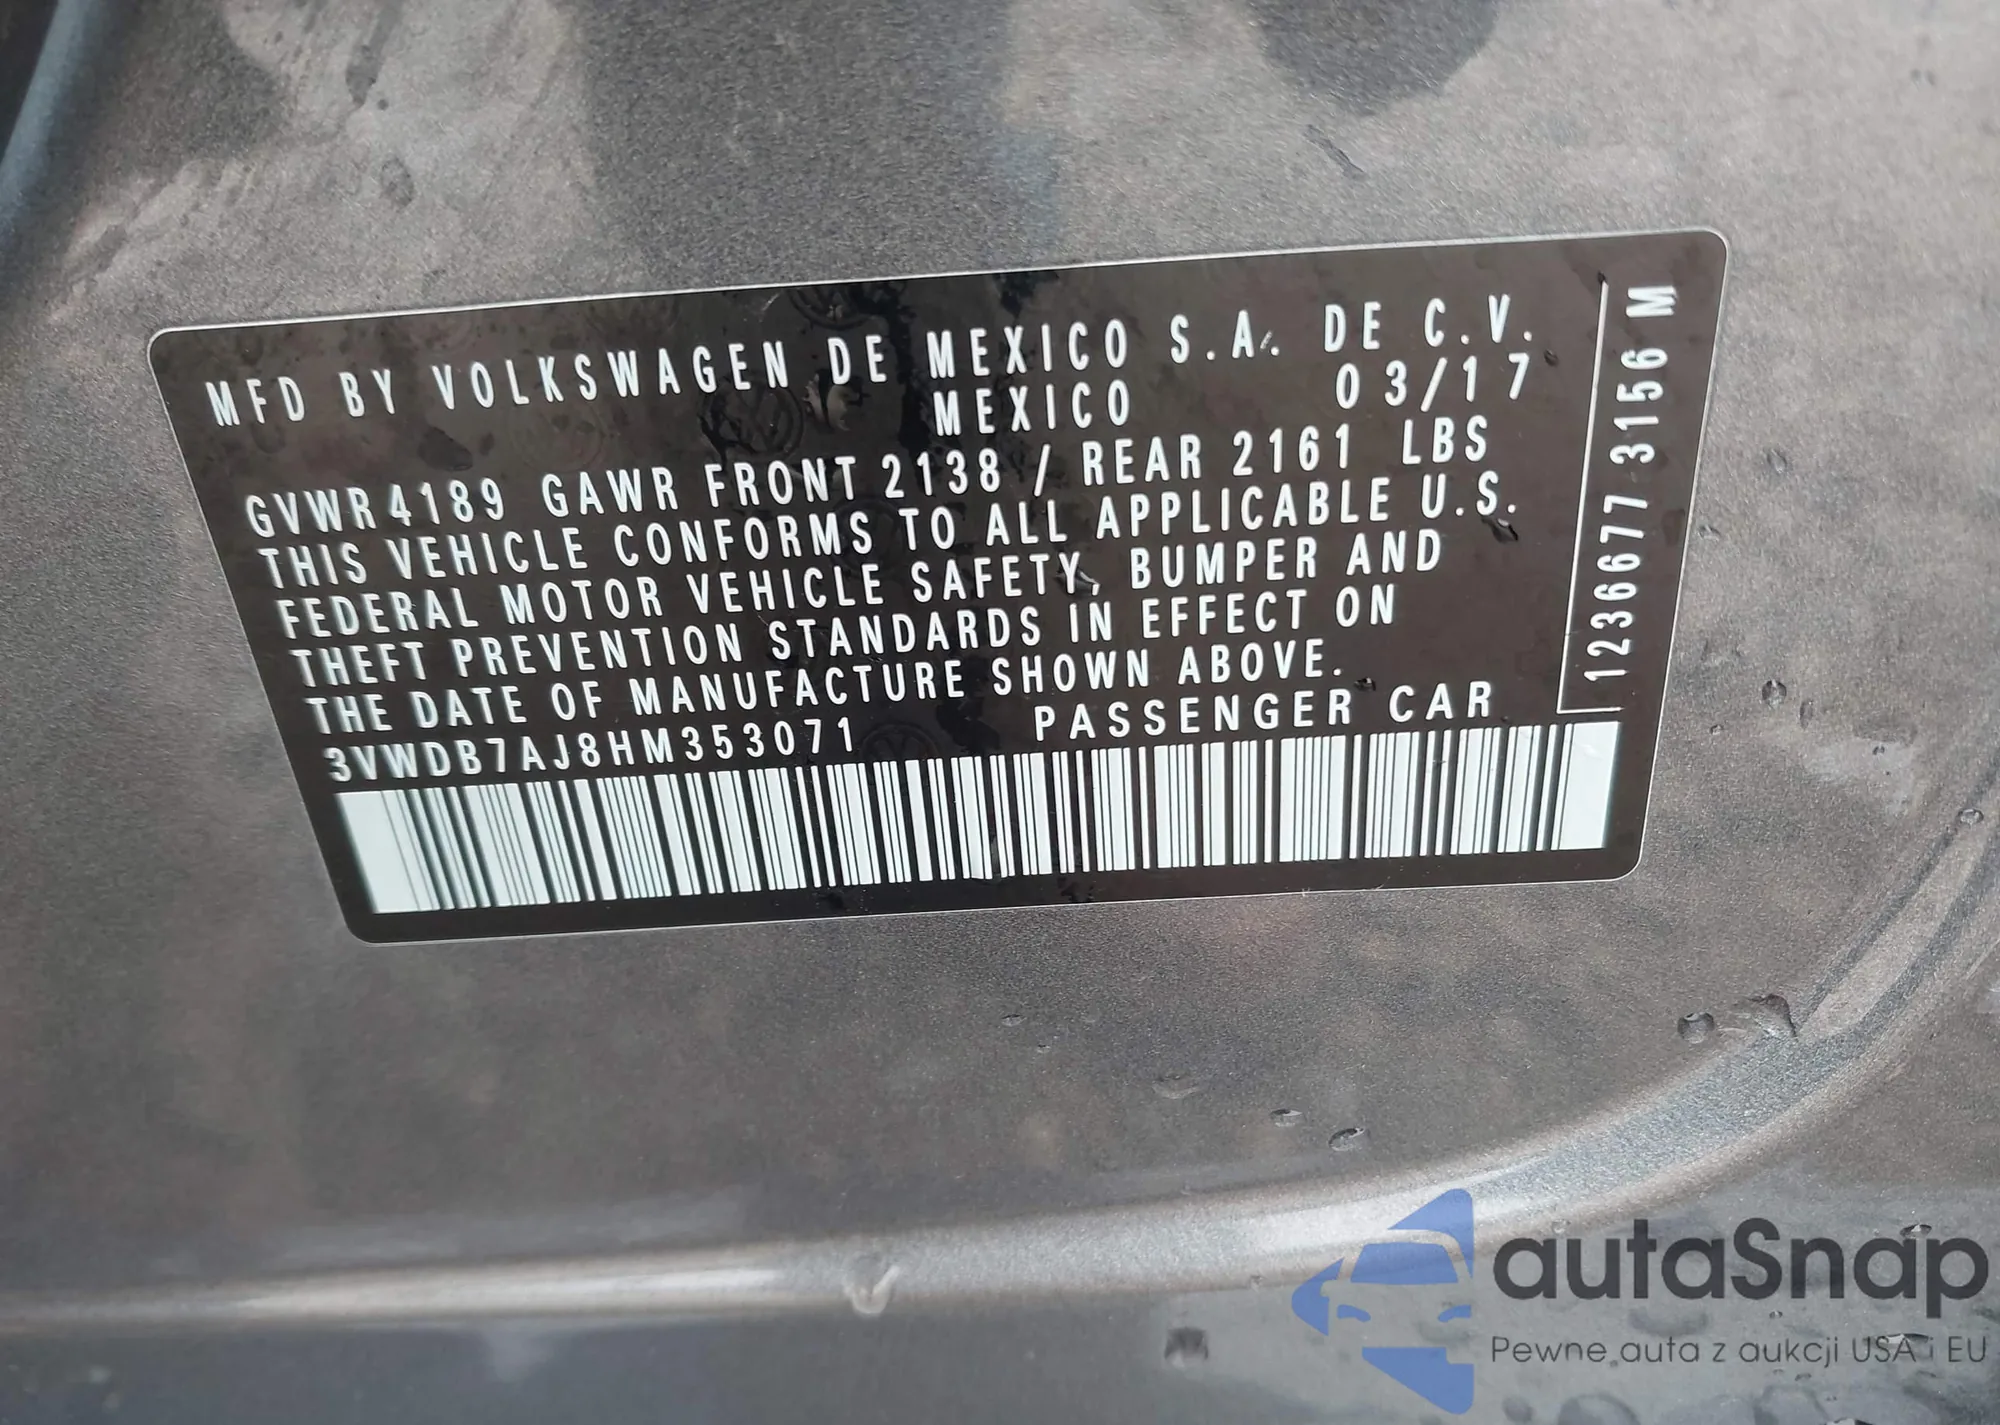 MFD BY VOLKSWAGEN DE MEXICO S.A. DE C.V.
MEXICO 03/17
GVWR 4189 GAWR FRONT 2138 / REAR 2161 LBS
THIS VEHICLE CONFORMS TO ALL APPLICABLE U.S.
FEDERAL MOTOR VEHICLE SAFETY, BUMPER AND
THEFT PREVENTION STANDARDS IN EFFECT ON
THE DATE OF MANUFACTURE SHOWN ABOVE.
3VWDB7AJ8HM353071 PASSENGER CAR
1236677 3156 M
autaSnap
Pewne auta z aukcji USA i EU